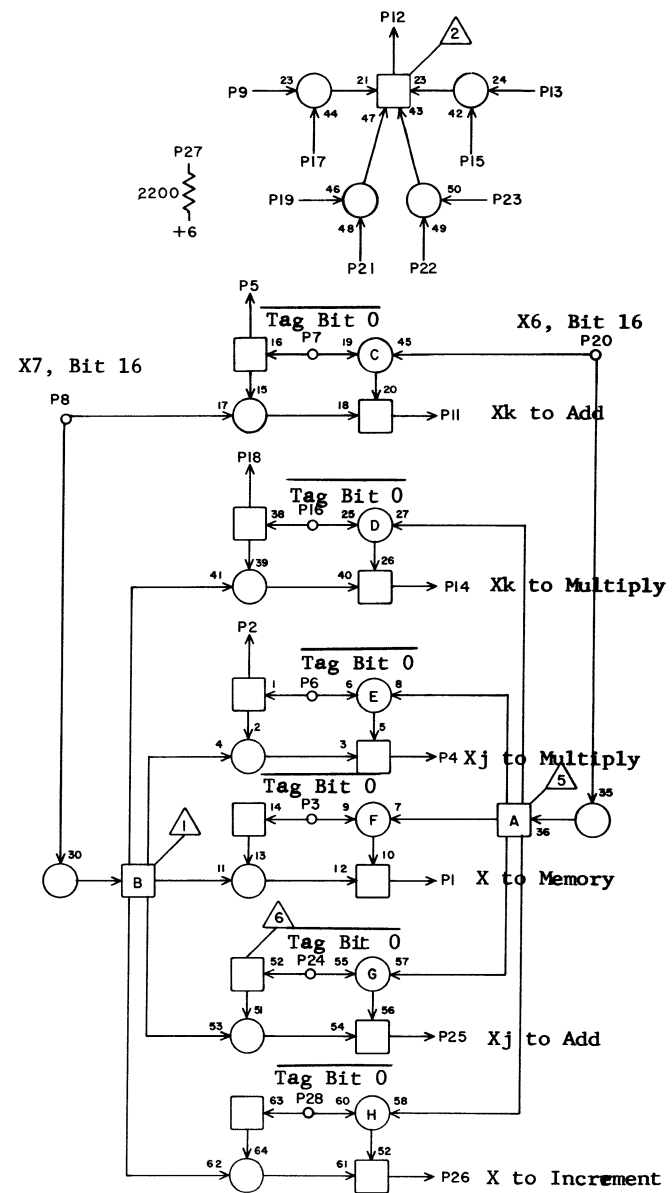 P12
2
P9 23 21 23 24 P13
44 47 43 42
P17 P15
P27
2200
+6
P19 46 50 P23
48 49
P21 P22
P5
Tag Bit 0
X6, Bit 16
P20
16 P7 19 C 45
X7, Bit 16
P8
15 20
17 18 P11 Xk to Add
P18
Tag Bit 0
38 P16 25 D 27
39 26
41 40 P14 Xk to Multiply
P2
Tag Bit 0
1 P6 6 E 8
2 5
4 3 P4 Xj to Multiply
Tag Bit 0
5
14 P3 9 F 7 A 36 35
1
13 10
30 B 11 12 P1 X to Memory
6
Tag Bit 0
52 P24 55 G 57
51 56
53 54 P25 Xj to Add
Tag Bit 0
63 P28 60 H 58
64 52
62 61 P26 X to Increment